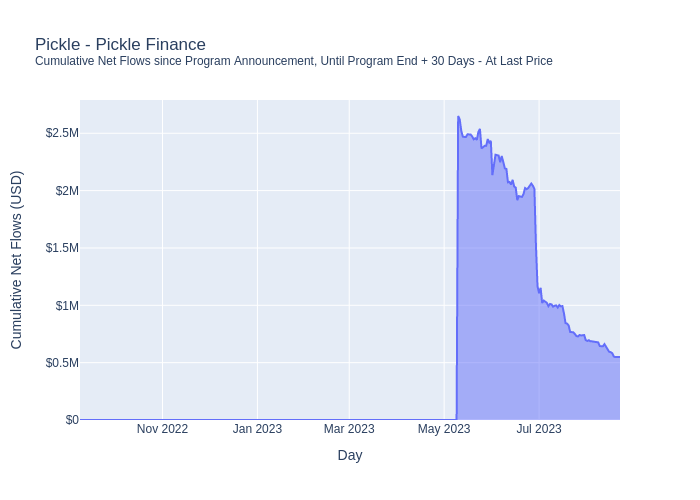 Pickle - Pickle Finance
Cumulative Net Flows since Program Announcement, Until Program End + 30 Days - At Last Price
Cumulative Net Flows (USD)
$2.5M
$2M
$1.5M
$1M
$0.5M
$0
Nov 2022
Jan 2023
Mar 2023
May 2023
Jul 2023
Day